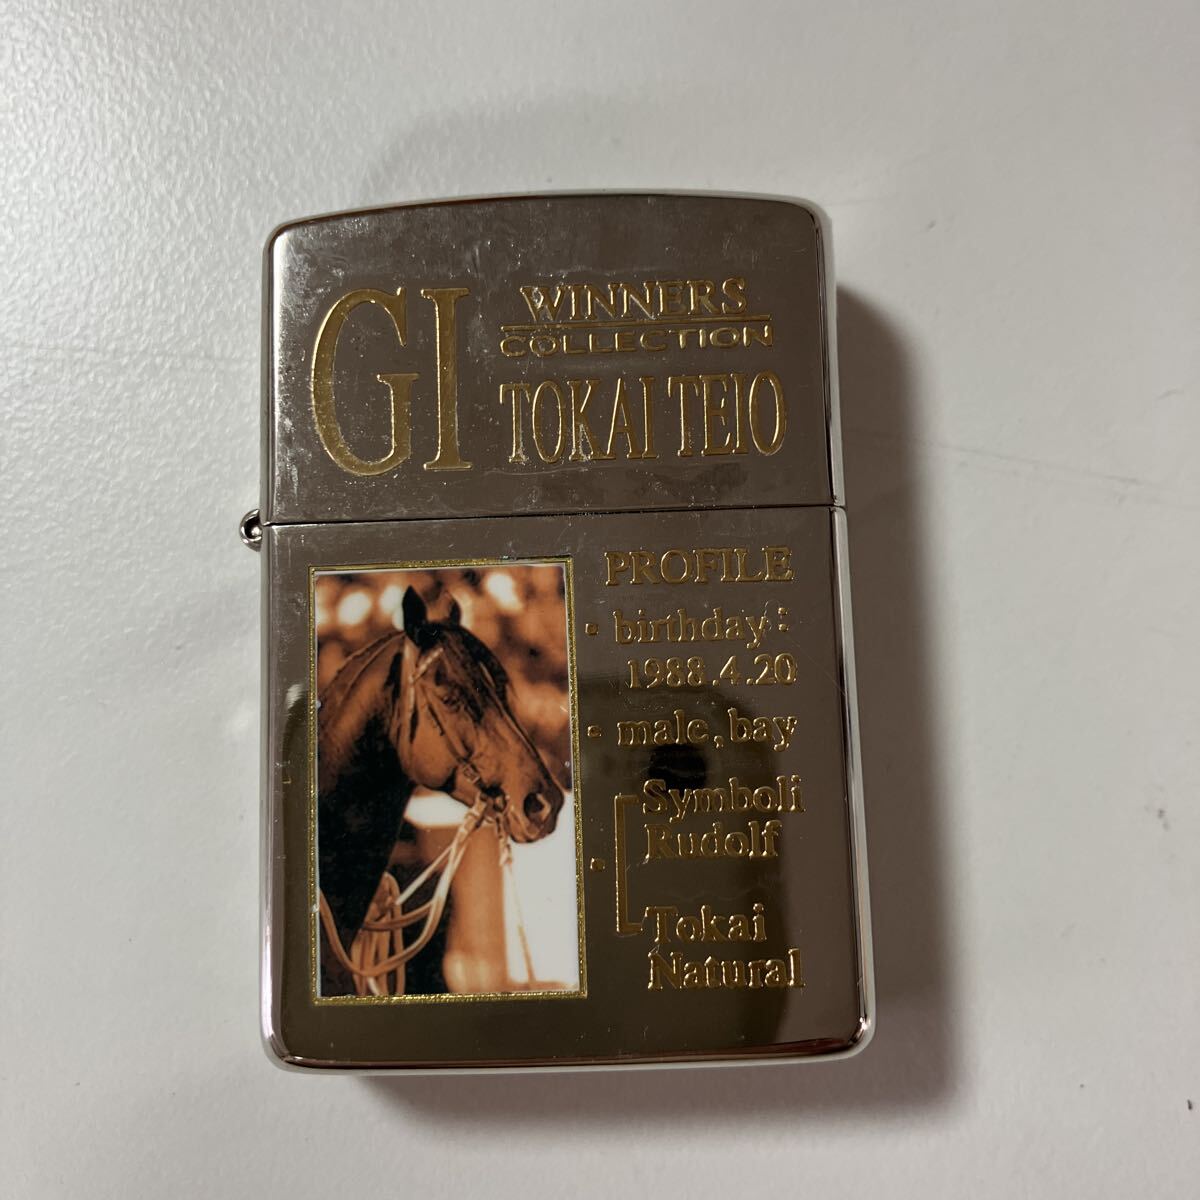 GI
WINNERS
COLLECTION
TOKAI TEIO
PROFILE
• birthday:
1988.4.20
• male, bay
• Symboli
Rudolf
Tokai
Natural